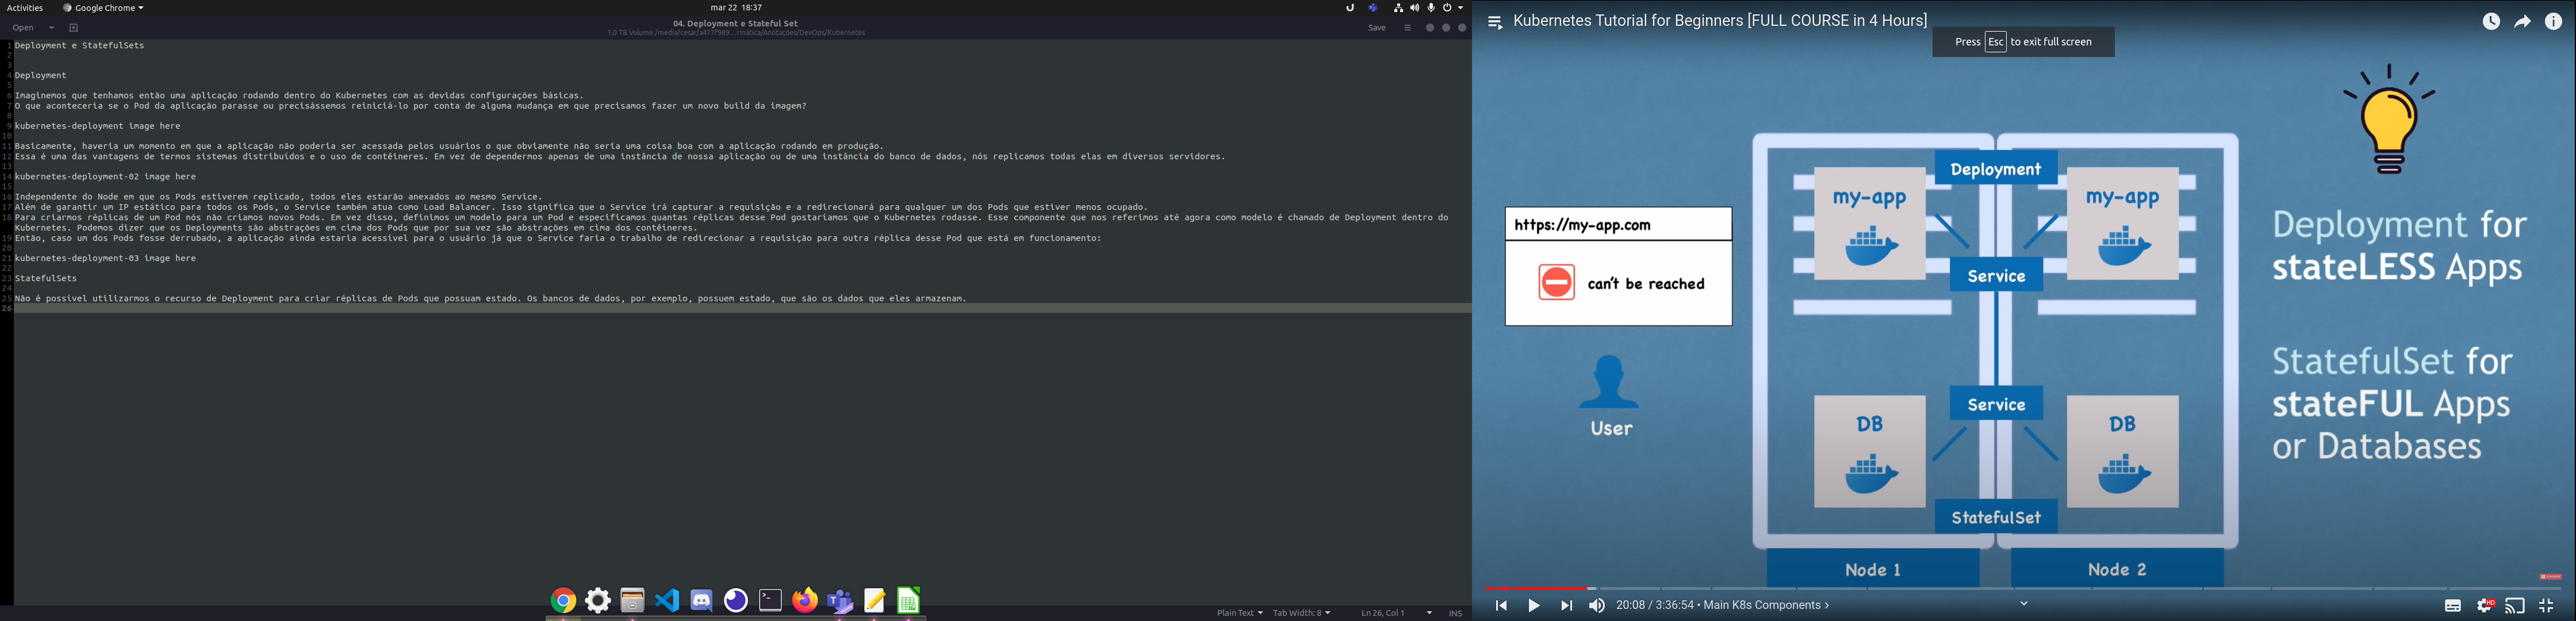 Activities
Google Chrome
mar 22 18:37
Open
04. Deployment e Stateful Set
1,0 TB Volume /media/cesar/a477f989...rmática/Anotações/DevOps/Kubernetes
Save
1 Deployment e StatefulSets
2
3
4 Deployment
5
6 Imaginemos que tenhamos então uma aplicação rodando dentro do Kubernetes com as devidas configurações básicas.
7 O que aconteceria se o Pod da aplicação parasse ou precisássemos reiniciá-lo por conta de alguma mudança em que precisamos fazer um novo build da imagem?
8
9 kubernetes-deployment image here
10
11 Basicamente, haveria um momento em que a aplicação não poderia ser acessada pelos usuários o que obviamente não seria uma coisa boa com a aplicação rodando em produção.
12 Essa é uma das vantagens de termos sistemas distribuídos e o uso de contêineres. Em vez de dependermos apenas de uma instância de nossa aplicação ou de uma instância do banco de dados, nós replicamos todas elas em diversos servidores.
13
14 kubernetes-deployment-02 image here
15
16 Independente do Node em que os Pods estiverem replicado, todos eles estarão anexados ao mesmo Service.
17 Além de garantir um IP estático para todos os Pods, o Service também atua como Load Balancer. Isso significa que o Service irá capturar a requisição e a redirecionará para qualquer um dos Pods que estiver menos ocupado.
18 Para criarmos réplicas de um Pod nós não criamos novos Pods. Em vez disso, definimos um modelo para um Pod e especificamos quantas réplicas desse Pod gostaríamos que o Kubernetes rodasse. Esse componente que nos referimos até agora como modelo é chamado de Deployment dentro do
Kubernetes. Podemos dizer que os Deployments são abstrações em cima dos Pods que por sua vez são abstrações em cima dos contêineres.
19 Então, caso um dos Pods fosse derrubado, a aplicação ainda estaria acessível para o usuário já que o Service faria o trabalho de redirecionar a requisição para outra réplica desse Pod que está em funcionamento:
20
21 kubernetes-deployment-03 image here
22
23 StatefulSets
24
25 Não é possível utilizarmos o recurso de Deployment para criar réplicas de Pods que possuam estado. Os bancos de dados, por exemplo, possuem estado, que são os dados que eles armazenam.
26
Plain Text
Tab Width: 8
Ln 26, Col 1
INS
Kubernetes Tutorial for Beginners [FULL COURSE in 4 Hours]
Press Esc to exit full screen
https://my-app.com
can't be reached
User
Deployment
my-app
my-app
Service
Service
DB
DB
StatefulSet
Node 1
Node 2
Deployment for
stateLESS Apps
StatefulSet for
stateFUL Apps
or Databases
20:08 / 3:36:54 • Main K8s Components
HD